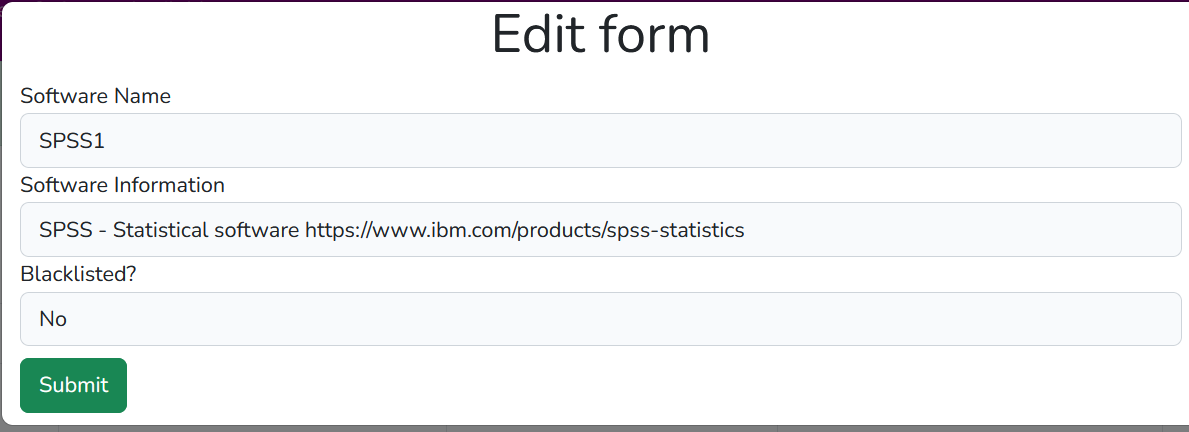 Edit form
Software Name
SPSS1
Software Information
SPSS - Statistical software https://www.ibm.com/products/spss-statistics
Blacklisted?
No
Submit